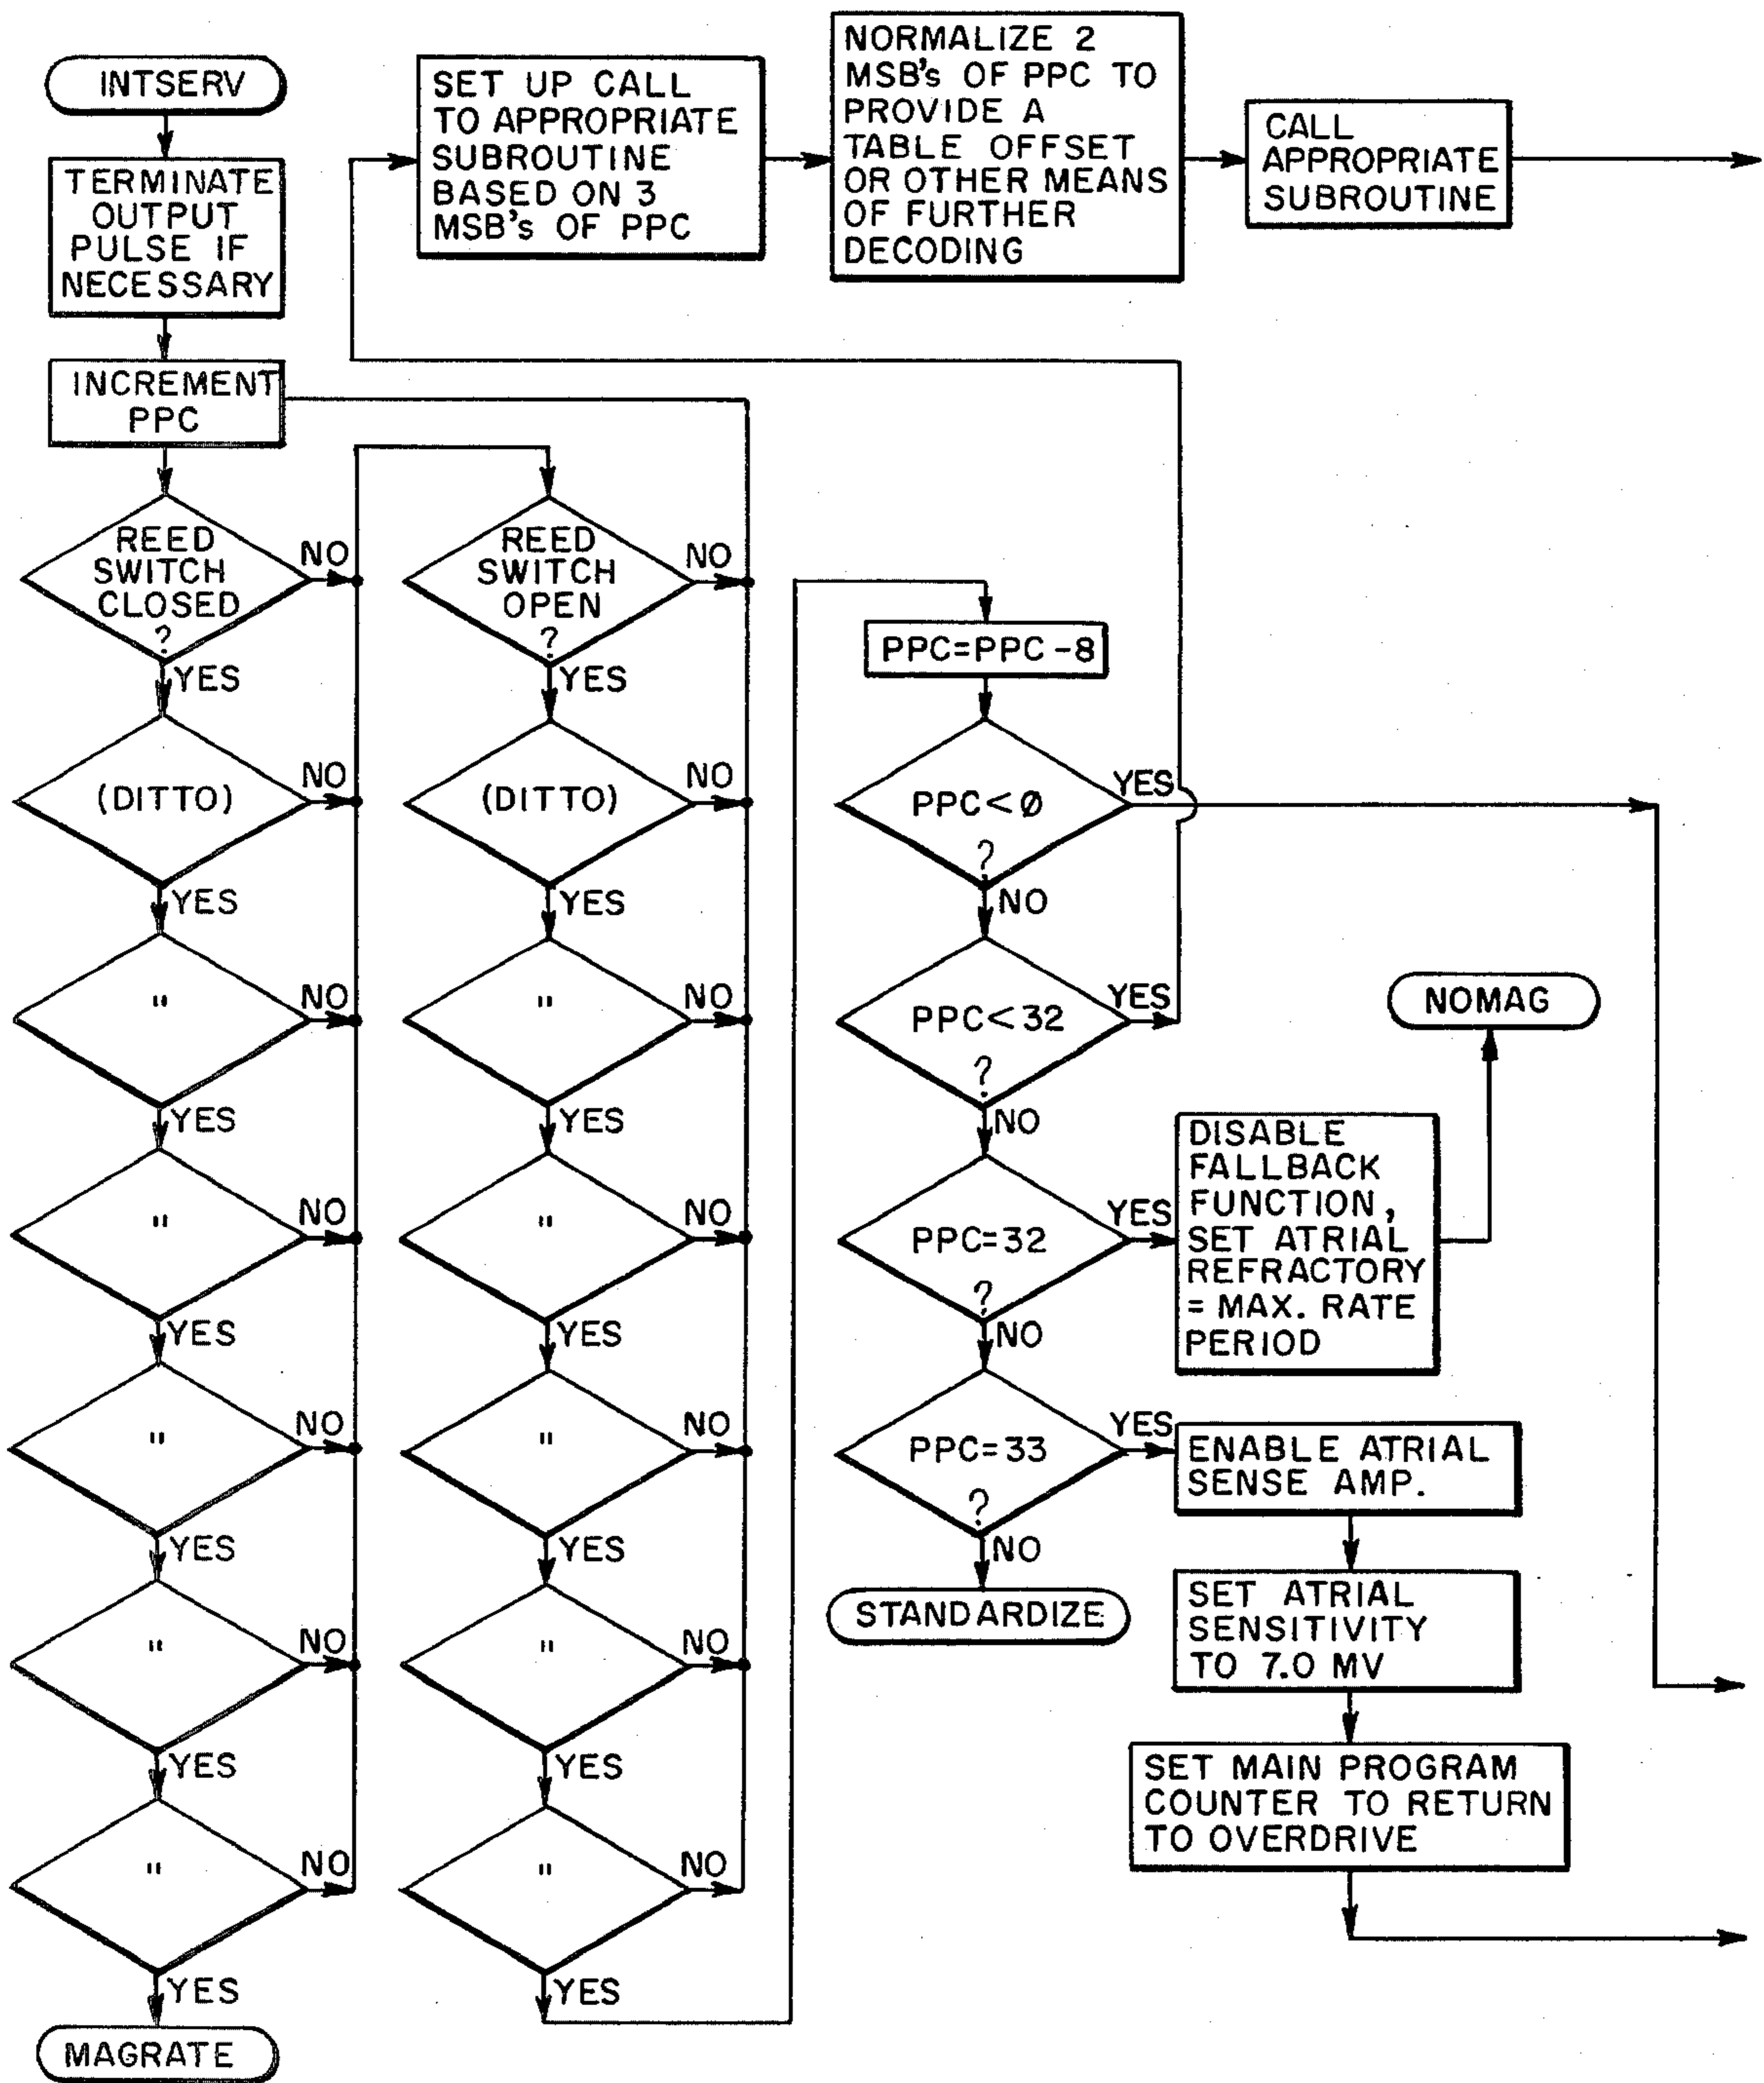 INTSERV
TERMINATE
OUTPUT
PULSE IF
NECESSARY
INCREMENT
PPC
SET UP CALL
TO APPROPRIATE
SUBROUTINE
BASED ON 3
MSB's OF PPC
NORMALIZE 2
MSB's OF PPC TO
PROVIDE A
TABLE OFFSET
OR OTHER MEANS
OF FURTHER
DECODING
CALL
APPROPRIATE
SUBROUTINE
REED
SWITCH
CLOSED
?
NO
YES
(DITTO)
NO
YES
"
NO
YES
"
NO
YES
"
NO
YES
"
NO
YES
"
NO
YES
MAGRATE
REED
SWITCH
OPEN
?
NO
YES
(DITTO)
NO
YES
"
NO
YES
"
NO
YES
"
NO
YES
"
NO
YES
"
NO
YES
PPC=PPC-8
PPC<Ø
?
YES
NO
PPC<32
?
YES
NO
PPC=32
?
YES
NO
DISABLE
FALLBACK
FUNCTION,
SET ATRIAL
REFRACTORY
= MAX. RATE
PERIOD
NOMAG
PPC=33
?
YES
NO
STANDARDIZE
ENABLE ATRIAL
SENSE AMP.
SET ATRIAL
SENSITIVITY
TO 7.0 MV
SET MAIN PROGRAM
COUNTER TO RETURN
TO OVERDRIVE